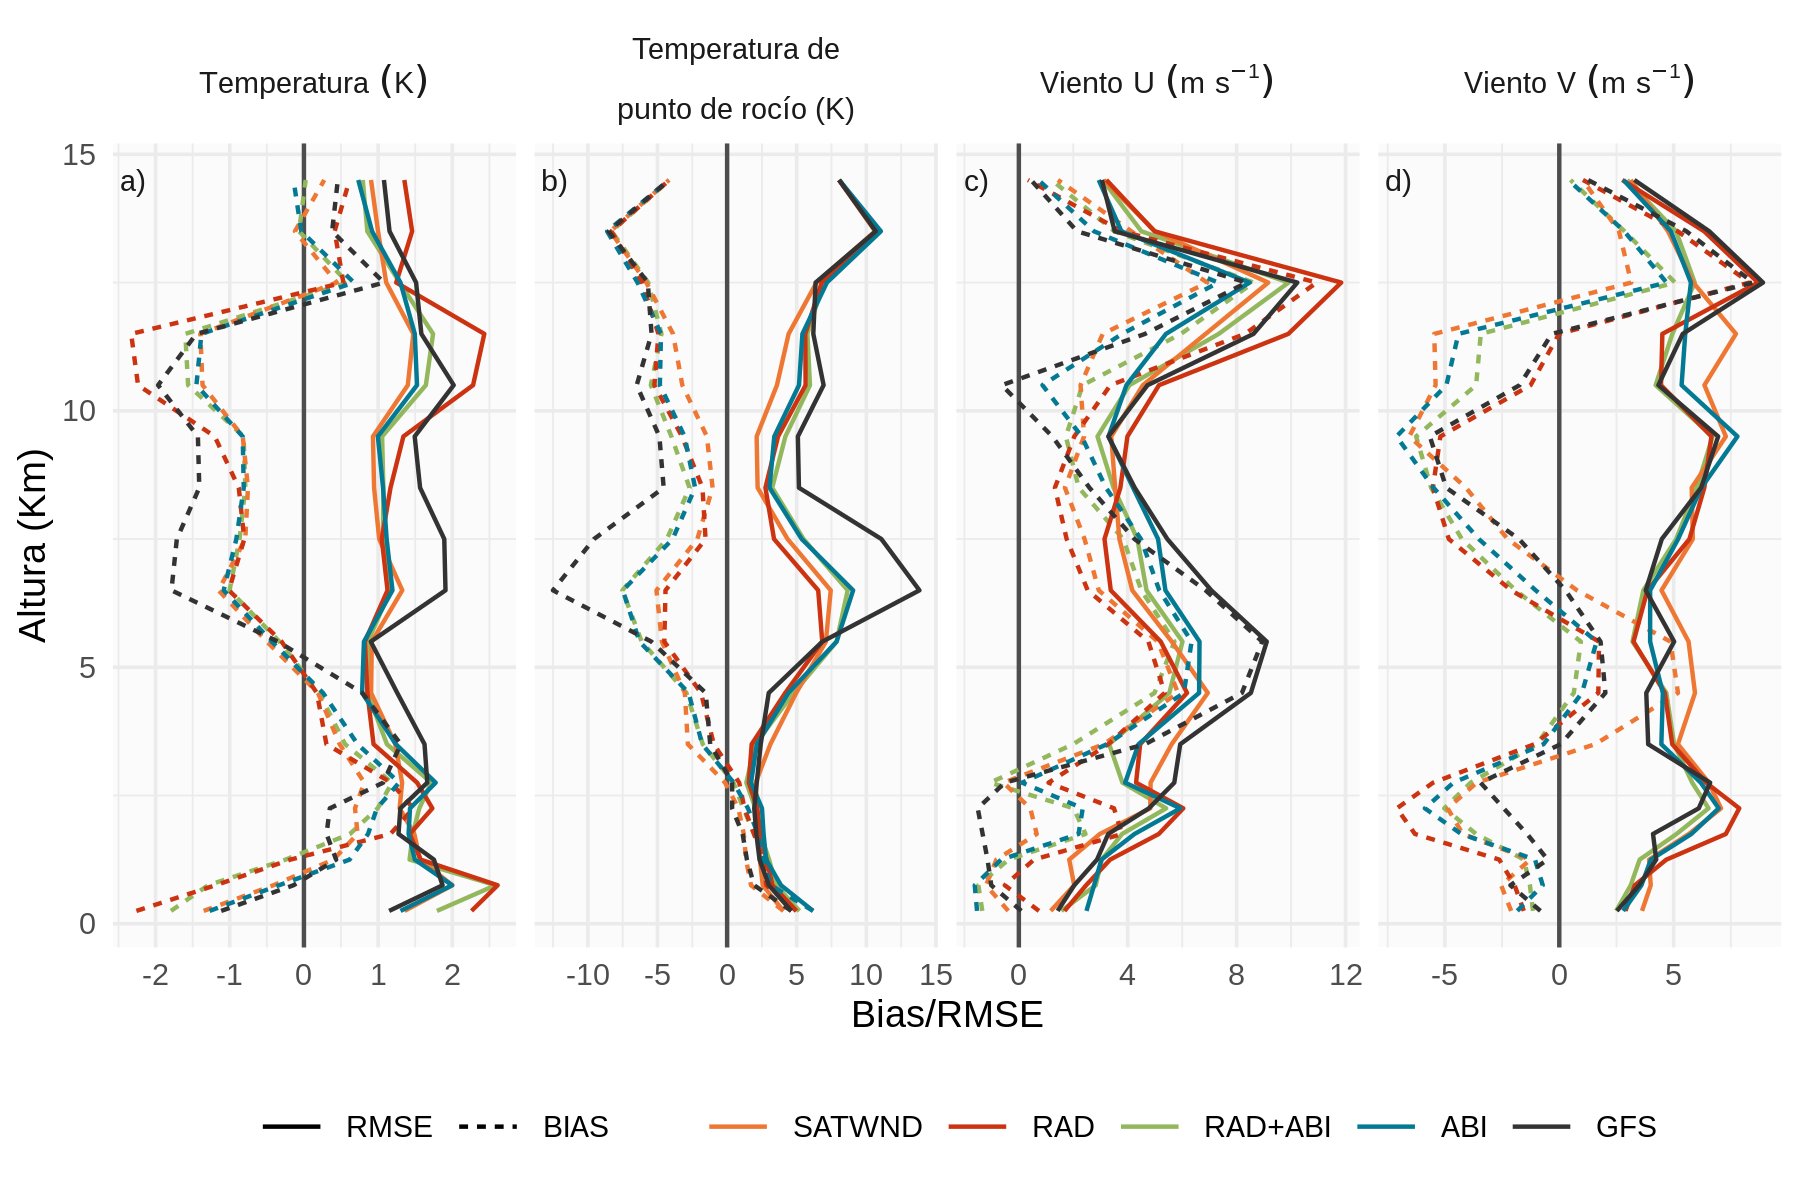 Temperatura de
Temperatura (K)
punto de rocío (K)
Viento U (m s⁻¹)
Viento V (m s⁻¹)
a)
b)
c)
d)
15
10
5
0
Altura (Km)
-2 -1 0 1 2
-10 -5 0 5 10 15
0 4 8 12
-5 0 5
Bias/RMSE
RMSE BIAS SATWND RAD RAD+ABI ABI GFS